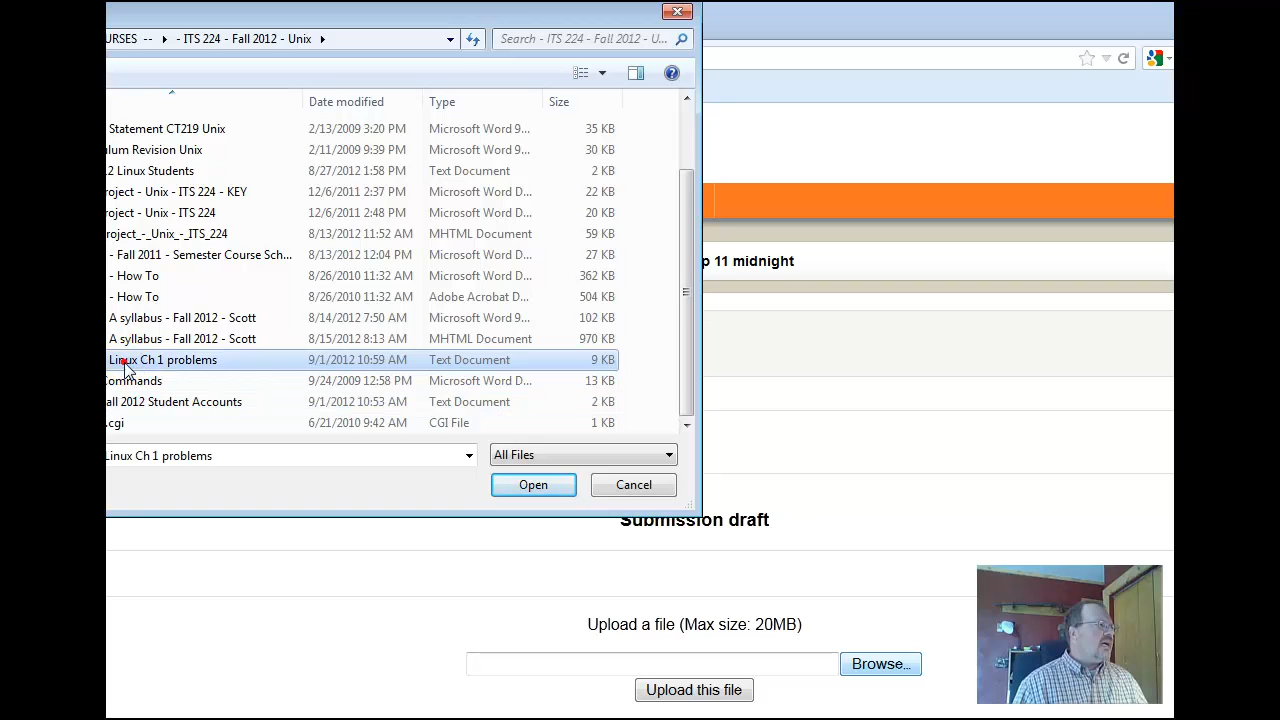 URSES -- ▸ - ITS 224 - Fall 2012 - Unix ▸
Search - ITS 224 - Fall 2012 - U...
Date modified Type Size
Statement CT219 Unix 2/13/2009 3:20 PM Microsoft Word 9... 35 KB
lum Revision Unix 2/11/2009 9:39 PM Microsoft Word 9... 30 KB
.2 Linux Students 8/27/2012 1:58 PM Text Document 2 KB
roject - Unix - ITS 224 - KEY 12/6/2011 2:37 PM Microsoft Word D... 22 KB
roject - Unix - ITS 224 12/6/2011 2:48 PM Microsoft Word D... 20 KB
roject_-_Unix_-_ITS_224 8/13/2012 11:52 AM MHTML Document 59 KB
- Fall 2011 - Semester Course Sch... 8/13/2012 12:04 PM Microsoft Word D... 27 KB
- How To 8/26/2010 11:32 AM Microsoft Word D... 362 KB
- How To 8/26/2010 11:32 AM Adobe Acrobat D... 504 KB
A syllabus - Fall 2012 - Scott 8/14/2012 7:50 AM Microsoft Word 9... 102 KB
A syllabus - Fall 2012 - Scott 8/15/2012 8:13 AM MHTML Document 970 KB
Linux Ch 1 problems 9/1/2012 10:59 AM Text Document 9 KB
Commands 9/24/2009 12:58 PM Microsoft Word D... 13 KB
all 2012 Student Accounts 9/1/2012 10:53 AM Text Document 2 KB
.cgi 6/21/2010 9:42 AM CGI File 1 KB
Linux Ch 1 problems
All Files
Open
Cancel
p 11 midnight
Submission draft
Upload a file (Max size: 20MB)
Browse...
Upload this file